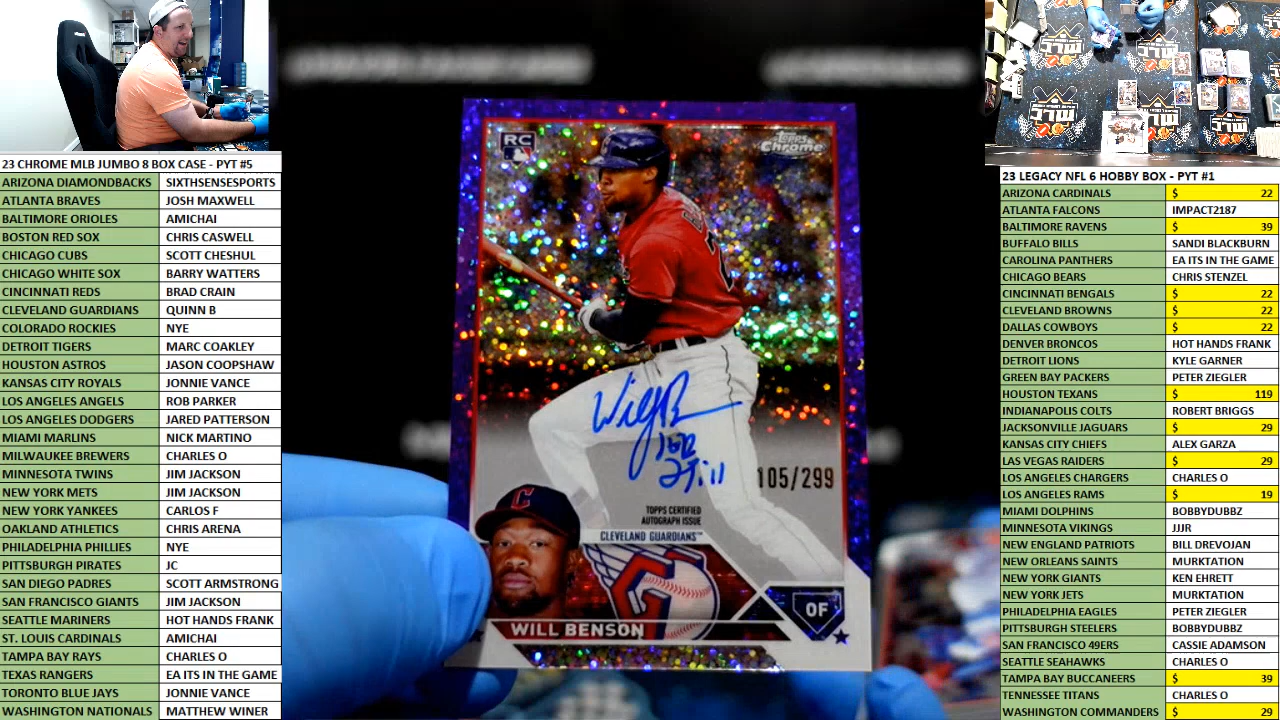 23 CHROME MLB JUMBO 8 BOX CASE - PYT #5
ARIZONA DIAMONDBACKS SIXTHSENSESPORTS
ATLANTA BRAVES JOSH MAXWELL
BALTIMORE ORIOLES AMICHAI
BOSTON RED SOX CHRIS CASWELL
CHICAGO CUBS SCOTT CHESHUL
CHICAGO WHITE SOX BARRY WATTERS
CINCINNATI REDS BRAD CRAIN
CLEVELAND GUARDIANS QUINN B
COLORADO ROCKIES NYE
DETROIT TIGERS MARC COAKLEY
HOUSTON ASTROS JASON COOPSHAW
KANSAS CITY ROYALS JONNIE VANCE
LOS ANGELES ANGELS ROB PARKER
LOS ANGELES DODGERS JARED PATTERSON
MIAMI MARLINS NICK MARTINO
MILWAUKEE BREWERS CHARLES O
MINNESOTA TWINS JIM JACKSON
NEW YORK METS JIM JACKSON
NEW YORK YANKEES CARLOS F
OAKLAND ATHLETICS CHRIS ARENA
PHILADELPHIA PHILLIES NYE
PITTSBURGH PIRATES JC
SAN DIEGO PADRES SCOTT ARMSTRONG
SAN FRANCISCO GIANTS JIM JACKSON
SEATTLE MARINERS HOT HANDS FRANK
ST. LOUIS CARDINALS AMICHAI
TAMPA BAY RAYS CHARLES O
TEXAS RANGERS EA ITS IN THE GAME
TORONTO BLUE JAYS JONNIE VANCE
WASHINGTON NATIONALS MATTHEW WINER
RC
Topps Chrome
105/299
TOPPS CERTIFIED
AUTOGRAPH ISSUE
CLEVELAND GUARDIANS™
OF
WILL BENSON
23 LEGACY NFL 6 HOBBY BOX - PYT #1
ARIZONA CARDINALS $ 22
ATLANTA FALCONS IMPACT2187
BALTIMORE RAVENS $ 39
BUFFALO BILLS SANDI BLACKBURN
CAROLINA PANTHERS EA ITS IN THE GAME
CHICAGO BEARS CHRIS STENZEL
CINCINNATI BENGALS $ 22
CLEVELAND BROWNS $ 22
DALLAS COWBOYS $ 22
DENVER BRONCOS HOT HANDS FRANK
DETROIT LIONS KYLE GARNER
GREEN BAY PACKERS PETER ZIEGLER
HOUSTON TEXANS $ 119
INDIANAPOLIS COLTS ROBERT BRIGGS
JACKSONVILLE JAGUARS $ 29
KANSAS CITY CHIEFS ALEX GARZA
LAS VEGAS RAIDERS $ 29
LOS ANGELES CHARGERS CHARLES O
LOS ANGELES RAMS $ 19
MIAMI DOLPHINS BOBBYDUBBZ
MINNESOTA VIKINGS JJJR
NEW ENGLAND PATRIOTS BILL DREVOJAN
NEW ORLEANS SAINTS MURKTATION
NEW YORK GIANTS KEN EHRETT
NEW YORK JETS MURKTATION
PHILADELPHIA EAGLES PETER ZIEGLER
PITTSBURGH STEELERS BOBBYDUBBZ
SAN FRANCISCO 49ERS CASSIE ADAMSON
SEATTLE SEAHAWKS CHARLES O
TAMPA BAY BUCCANEERS $ 39
TENNESSEE TITANS CHARLES O
WASHINGTON COMMANDERS $ 29